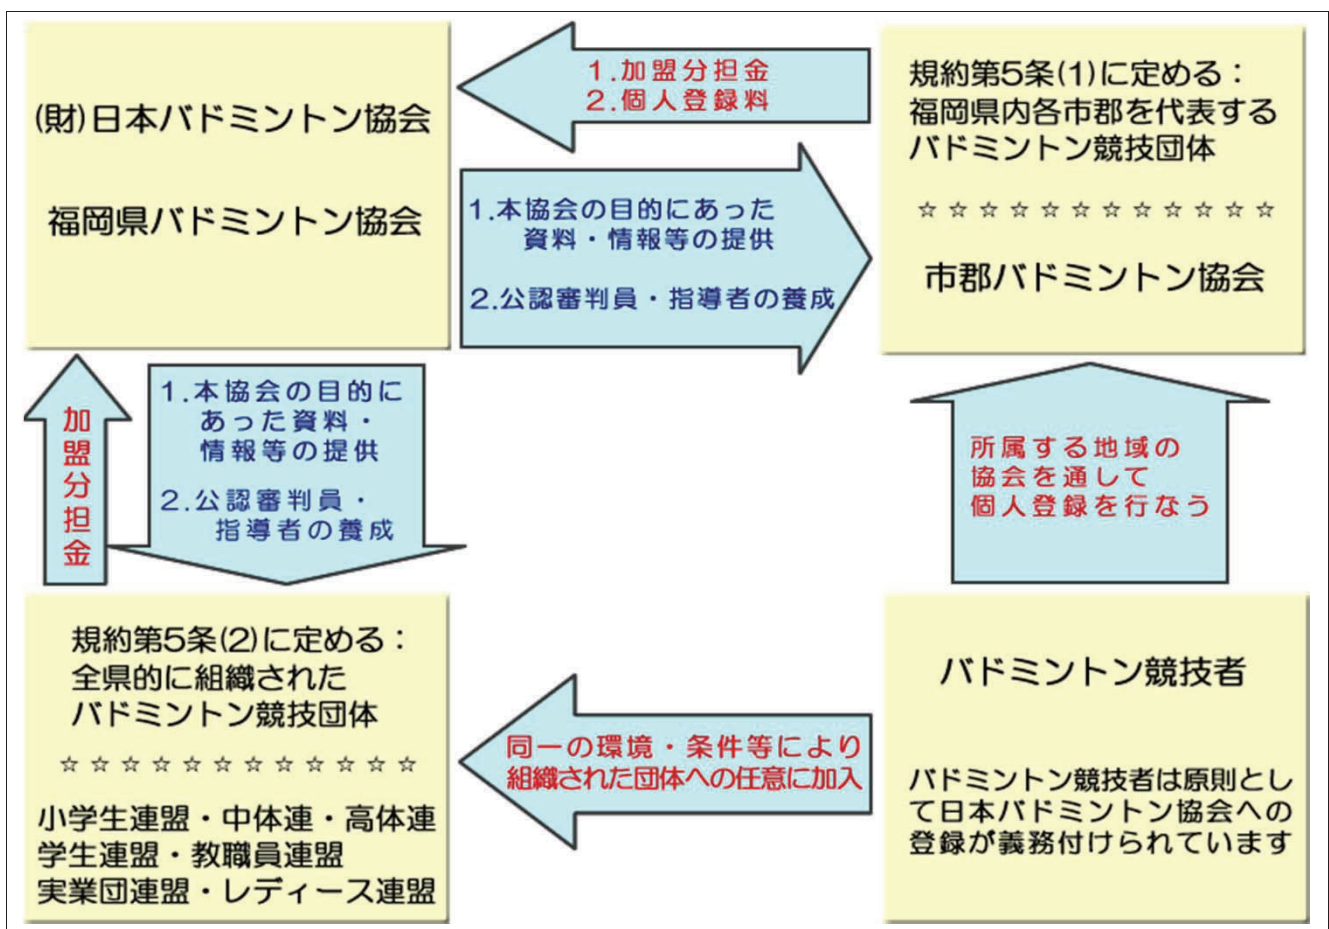 (財)日本バドミントン協会
福岡県バドミントン協会
1.加盟分担金
2.個人登録料
規約第5条(1)に定める：
福岡県内各市郡を代表する
バドミントン競技団体
☆☆☆☆☆☆☆☆☆☆☆☆
市郡バドミントン協会
1.本協会の目的にあった
資料・情報等の提供
2.公認審判員・指導者の養成
加盟分担金
1.本協会の目的に
あった資料・
情報等の提供
2.公認審判員・
指導者の養成
所属する地域の
協会を通して
個人登録を行なう
規約第5条(2)に定める：
全県的に組織された
バドミントン競技団体
☆☆☆☆☆☆☆☆☆☆☆☆
小学生連盟・中体連・高体連
学生連盟・教職員連盟
実業団連盟・レディース連盟
同一の環境・条件等により
組織された団体への任意に加入
バドミントン競技者
バドミントン競技者は原則とし
て日本バドミントン協会への
登録が義務付けられています